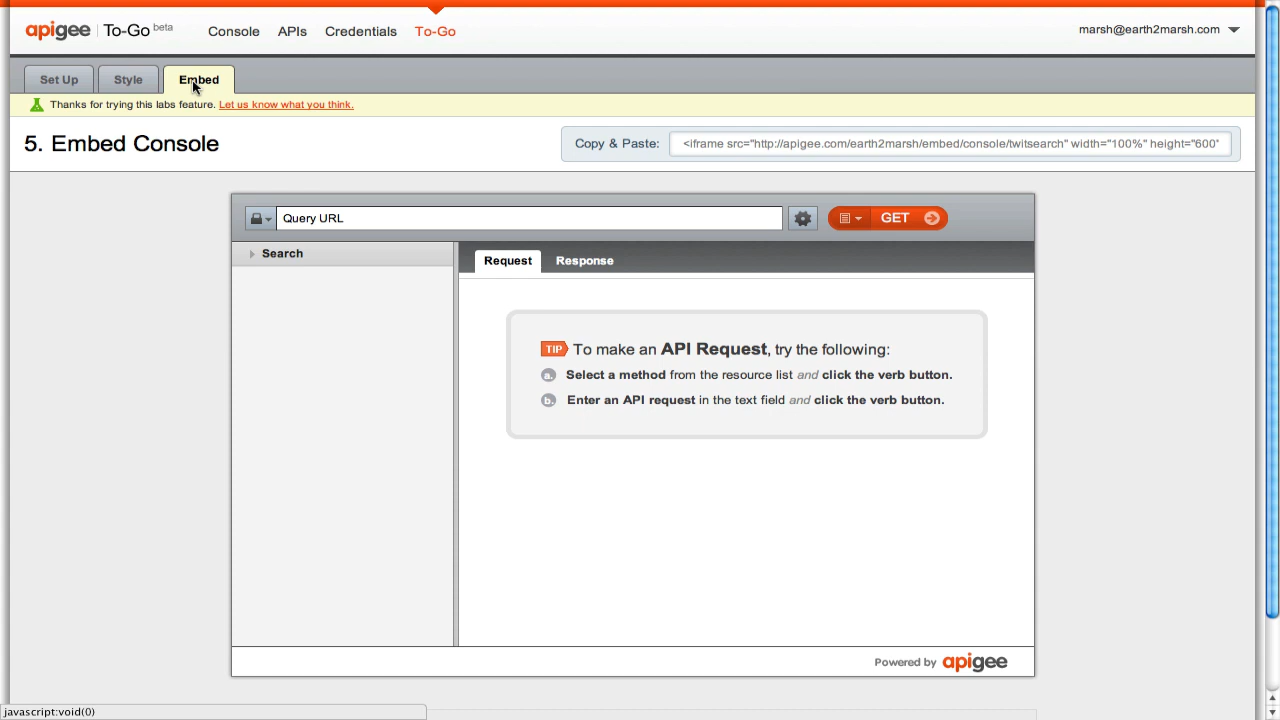 apigee To-Go beta Console APIs Credentials To-Go marsh@earth2marsh.com
Set Up Style Embed
Thanks for trying this labs feature. Let us know what you think.
5. Embed Console
Copy & Paste: <iframe src="http://apigee.com/earth2marsh/embed/console/twitsearch" width="100%" height="600"
Query URL GET
Search
Request Response
TIP To make an API Request, try the following:
a. Select a method from the resource list and click the verb button.
b. Enter an API request in the text field and click the verb button.
Powered by apigee
javascript:void(0)